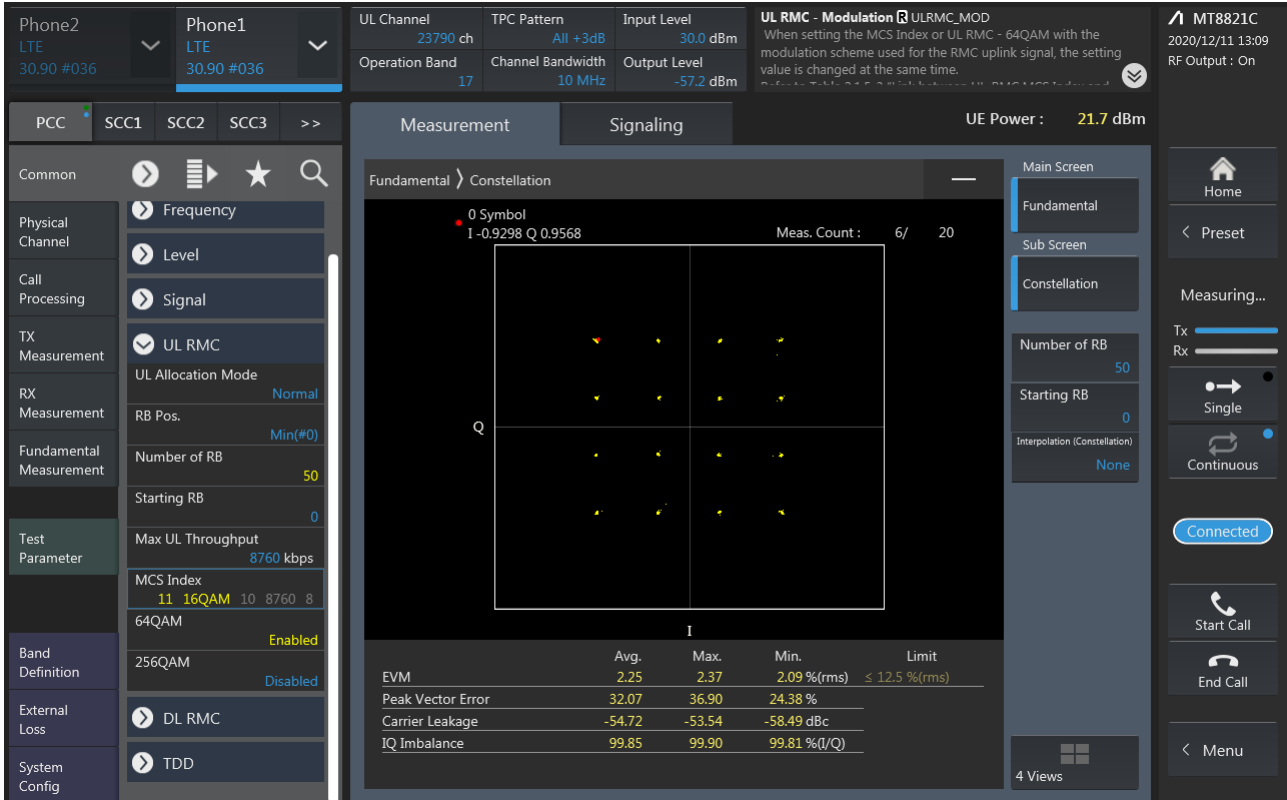 Phone2
LTE
30.90 #036
Phone1
LTE
30.90 #036
UL Channel
23790 ch
TPC Pattern
All +3dB
Input Level
30.0 dBm
Operation Band
17
Channel Bandwidth
10 MHz
Output Level
-57.2 dBm
UL RMC - Modulation R ULRMC_MOD
When setting the MCS Index or UL RMC - 64QAM with the
modulation scheme used for the RMC uplink signal, the setting
value is changed at the same time.
MT8821C
2020/12/11 13:09
RF Output : On
PCC
SCC1
SCC2
SCC3
>>
Measurement
Signaling
UE Power : 21.7 dBm
Common
Physical
Channel
Call
Processing
TX
Measurement
RX
Measurement
Fundamental
Measurement
Test
Parameter
Band
Definition
External
Loss
System
Config
Frequency
Level
Signal
UL RMC
UL Allocation Mode
Normal
RB Pos.
Min(#0)
Number of RB
50
Starting RB
0
Max UL Throughput
8760 kbps
MCS Index
11 16QAM 10 8760 8
64QAM
Enabled
256QAM
Disabled
DL RMC
TDD
Fundamental 〉 Constellation
0 Symbol
I -0.9298 Q 0.9568
Meas. Count : 6/ 20
Q
I
Avg. Max. Min. Limit
EVM 2.25 2.37 2.09 %(rms) ≤ 12.5 %(rms)
Peak Vector Error 32.07 36.90 24.38 %
Carrier Leakage -54.72 -53.54 -58.49 dBc
IQ Imbalance 99.85 99.90 99.81 %(I/Q)
Main Screen
Fundamental
Sub Screen
Constellation
Number of RB
50
Starting RB
0
Interpolation (Constellation)
None
4 Views
Home
< Preset
Measuring...
Tx
Rx
Single
Continuous
Connected
Start Call
End Call
< Menu